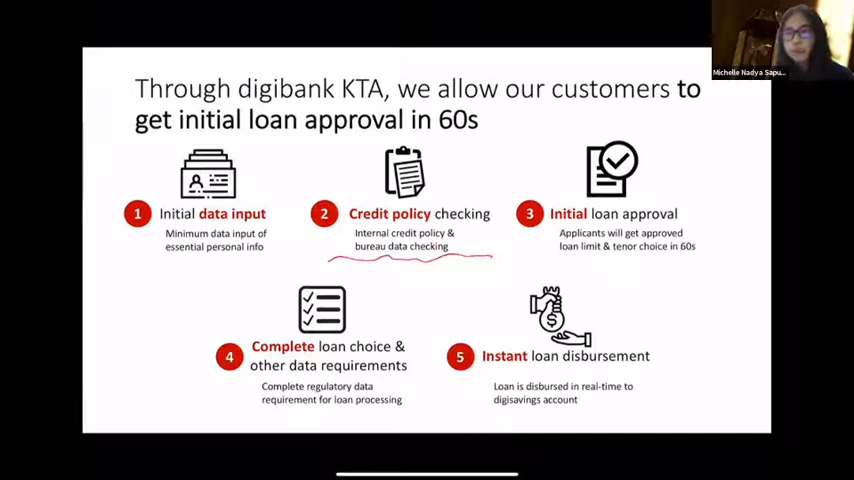 Michelle Nadya Sapu...
Through digibank KTA, we allow our customers to
get initial loan approval in 60s
1 Initial data input
Minimum data input of
essential personal info
2 Credit policy checking
Internal credit policy &
bureau data checking
3 Initial loan approval
Applicants will get approved
loan limit & tenor choice in 60s
4 Complete loan choice &
other data requirements
Complete regulatory data
requirement for loan processing
5 Instant loan disbursement
Loan is disbursed in real-time to
digisavings account